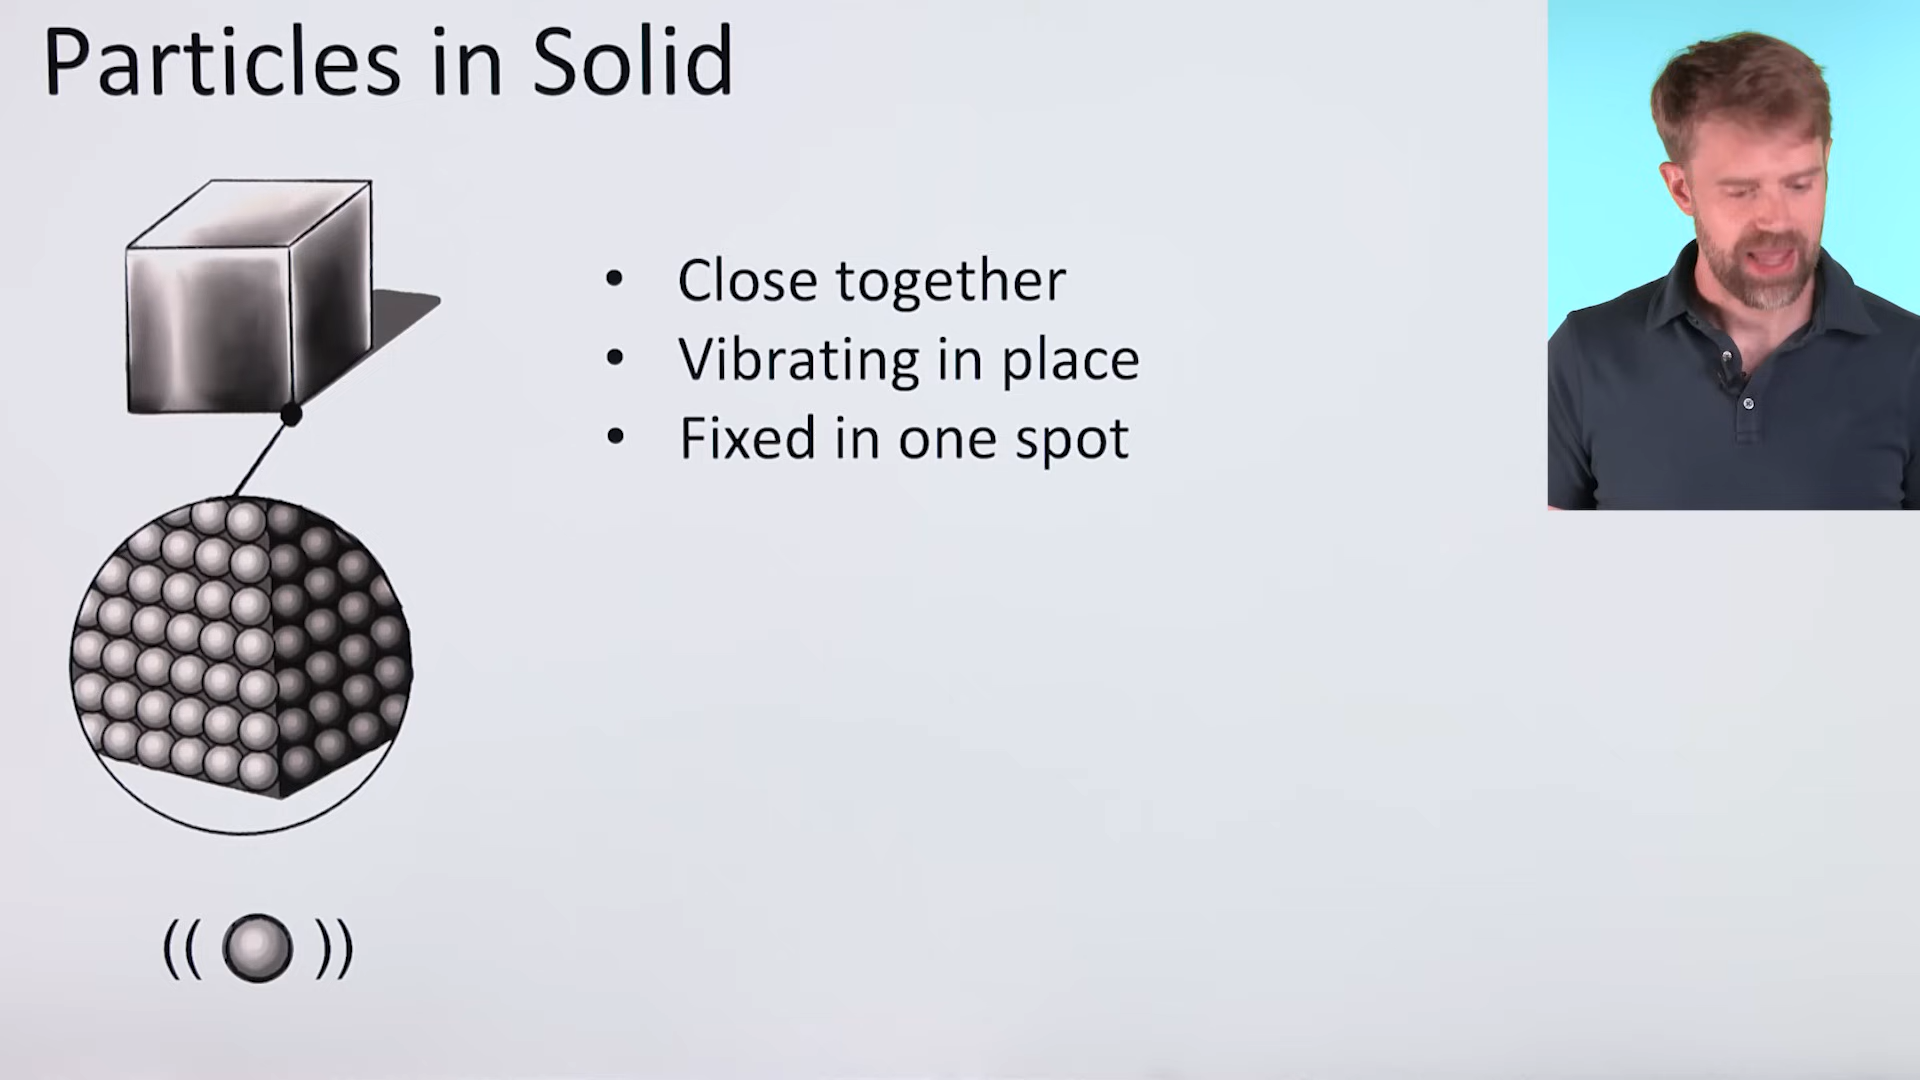 Particles in Solid
• Close together
• Vibrating in place
• Fixed in one spot
(( ))